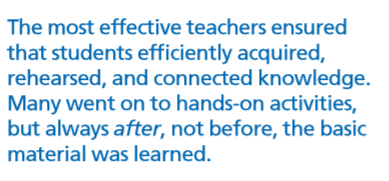 The most effective teachers ensured
that students efficiently acquired,
rehearsed, and connected knowledge.
Many went on to hands-on activities,
but always after, not before, the basic
material was learned.